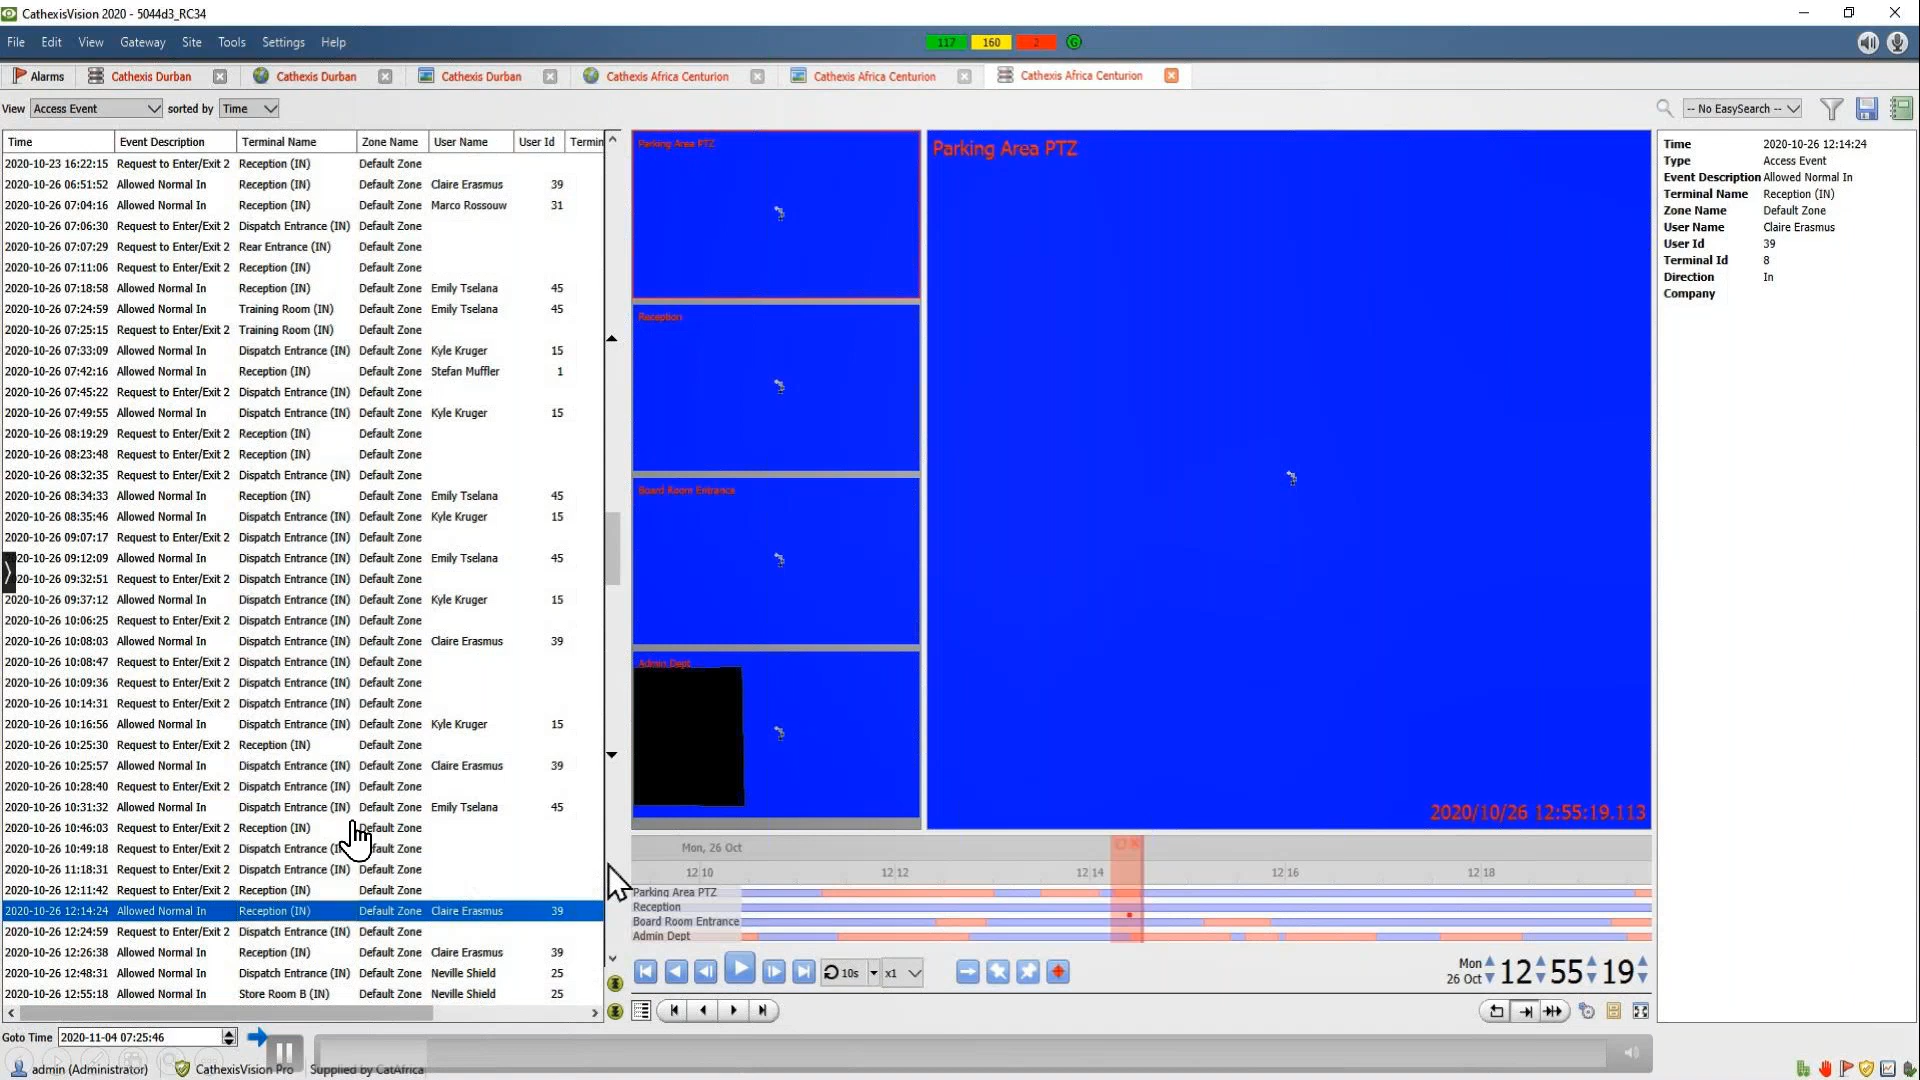 CathexisVision 2020 - 5044d3_RC34
File Edit View Gateway Site Tools Settings Help
117 160 2 G
Alarms Cathexis Durban Cathexis Durban Cathexis Durban Cathexis Africa Centurion Cathexis Africa Centurion Cathexis Africa Centurion
View Access Event sorted by Time -- No EasySearch --
Time Event Description Terminal Name Zone Name User Name User Id Termin
2020-10-23 16:22:15 Request to Enter/Exit 2 Reception (IN) Default Zone
2020-10-26 06:51:52 Allowed Normal In Reception (IN) Default Zone Claire Erasmus 39
2020-10-26 07:04:16 Allowed Normal In Reception (IN) Default Zone Marco Rossouw 31
2020-10-26 07:06:30 Request to Enter/Exit 2 Dispatch Entrance (IN) Default Zone
2020-10-26 07:07:29 Request to Enter/Exit 2 Rear Entrance (IN) Default Zone
2020-10-26 07:11:06 Request to Enter/Exit 2 Reception (IN) Default Zone
2020-10-26 07:18:58 Allowed Normal In Reception (IN) Default Zone Emily Tselana 45
2020-10-26 07:24:59 Allowed Normal In Training Room (IN) Default Zone Emily Tselana 45
2020-10-26 07:25:15 Request to Enter/Exit 2 Training Room (IN) Default Zone
2020-10-26 07:33:09 Allowed Normal In Dispatch Entrance (IN) Default Zone Kyle Kruger 15
2020-10-26 07:42:16 Allowed Normal In Reception (IN) Default Zone Stefan Muffler 1
2020-10-26 07:45:22 Request to Enter/Exit 2 Dispatch Entrance (IN) Default Zone
2020-10-26 07:49:55 Allowed Normal In Dispatch Entrance (IN) Default Zone Kyle Kruger 15
2020-10-26 08:19:29 Request to Enter/Exit 2 Reception (IN) Default Zone
2020-10-26 08:23:48 Request to Enter/Exit 2 Reception (IN) Default Zone
2020-10-26 08:32:35 Request to Enter/Exit 2 Dispatch Entrance (IN) Default Zone
2020-10-26 08:34:33 Allowed Normal In Reception (IN) Default Zone Emily Tselana 45
2020-10-26 08:35:46 Allowed Normal In Dispatch Entrance (IN) Default Zone Kyle Kruger 15
2020-10-26 09:07:17 Request to Enter/Exit 2 Dispatch Entrance (IN) Default Zone
20-10-26 09:12:09 Allowed Normal In Dispatch Entrance (IN) Default Zone Emily Tselana 45
20-10-26 09:32:51 Request to Enter/Exit 2 Dispatch Entrance (IN) Default Zone
2020-10-26 09:37:12 Allowed Normal In Dispatch Entrance (IN) Default Zone Kyle Kruger 15
2020-10-26 10:06:25 Request to Enter/Exit 2 Dispatch Entrance (IN) Default Zone
2020-10-26 10:08:03 Allowed Normal In Dispatch Entrance (IN) Default Zone Claire Erasmus 39
2020-10-26 10:08:47 Request to Enter/Exit 2 Dispatch Entrance (IN) Default Zone
2020-10-26 10:09:36 Request to Enter/Exit 2 Dispatch Entrance (IN) Default Zone
2020-10-26 10:14:31 Request to Enter/Exit 2 Dispatch Entrance (IN) Default Zone
2020-10-26 10:16:56 Allowed Normal In Dispatch Entrance (IN) Default Zone Kyle Kruger 15
2020-10-26 10:25:30 Request to Enter/Exit 2 Reception (IN) Default Zone
2020-10-26 10:25:57 Allowed Normal In Dispatch Entrance (IN) Default Zone Claire Erasmus 39
2020-10-26 10:28:40 Request to Enter/Exit 2 Dispatch Entrance (IN) Default Zone
2020-10-26 10:31:32 Allowed Normal In Dispatch Entrance (IN) Default Zone Emily Tselana 45
2020-10-26 10:46:03 Request to Enter/Exit 2 Reception (IN) Default Zone
2020-10-26 10:49:18 Request to Enter/Exit 2 Dispatch Entrance Zone
2020-10-26 11:18:31 Request to Enter/Exit 2 Dispatch Entrance (IN) Default Zone
2020-10-26 12:11:42 Request to Enter/Exit 2 Reception (IN) Default Zone
2020-10-26 12:14:24 Allowed Normal In Reception (IN) Default Zone Claire Erasmus 39
2020-10-26 12:24:59 Request to Enter/Exit 2 Dispatch Entrance (IN) Default Zone
2020-10-26 12:26:38 Allowed Normal In Reception (IN) Default Zone Claire Erasmus 39
2020-10-26 12:48:31 Allowed Normal In Dispatch Entrance (IN) Default Zone Neville Shield 25
2020-10-26 12:55:18 Allowed Normal In Store Room B (IN) Default Zone Neville Shield 25
Goto Time 2020-11-04 07:25:46
admin (Administrator) CathexisVision Pro Supplied by CatAfrica
Parking Area PTZ
Reception
Board Room Entrance
Admin Dept
Parking Area PTZ
2020/10/26 12:55:19.113
Mon, 26 Oct
12 10 12 12 12 14 12 16 12 18
Parking Area PTZ
Reception
Board Room Entrance
Admin Dept
10s x1 Mon 26 Oct 12 55 19
Time 2020-10-26 12:14:24
Type Access Event
Event Description Allowed Normal In
Terminal Name Reception (IN)
Zone Name Default Zone
User Name Claire Erasmus
User Id 39
Terminal Id 8
Direction In
Company